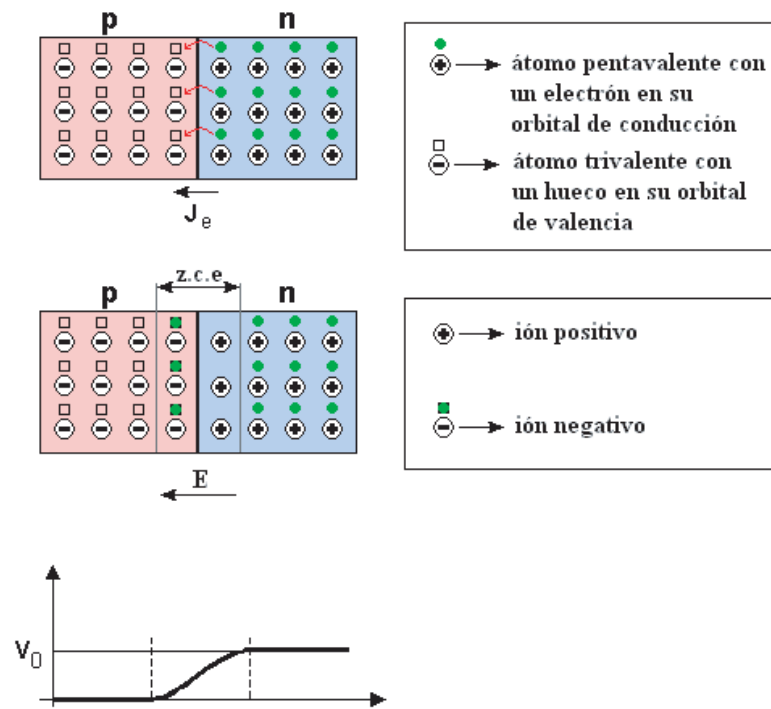 p n
átomo pentavalente con
un electrón en su
orbital de conducción
átomo trivalente con
un hueco en su orbital
de valencia
Je
z.c.e
p n
ión positivo
ión negativo
E
V0